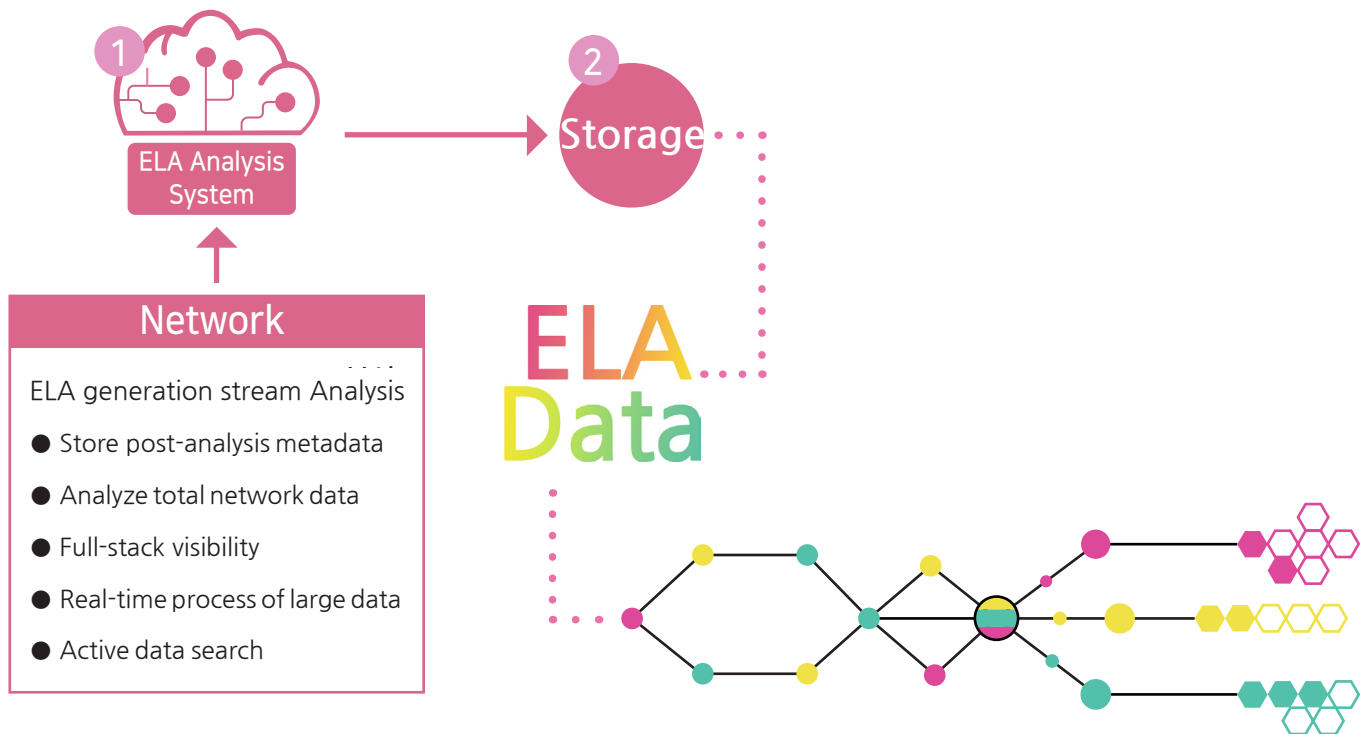 1
ELA Analysis
System
2
Storage
Network
ELA generation stream Analysis
● Store post-analysis metadata
● Analyze total network data
● Full-stack visibility
● Real-time process of large data
● Active data search
ELA
Data